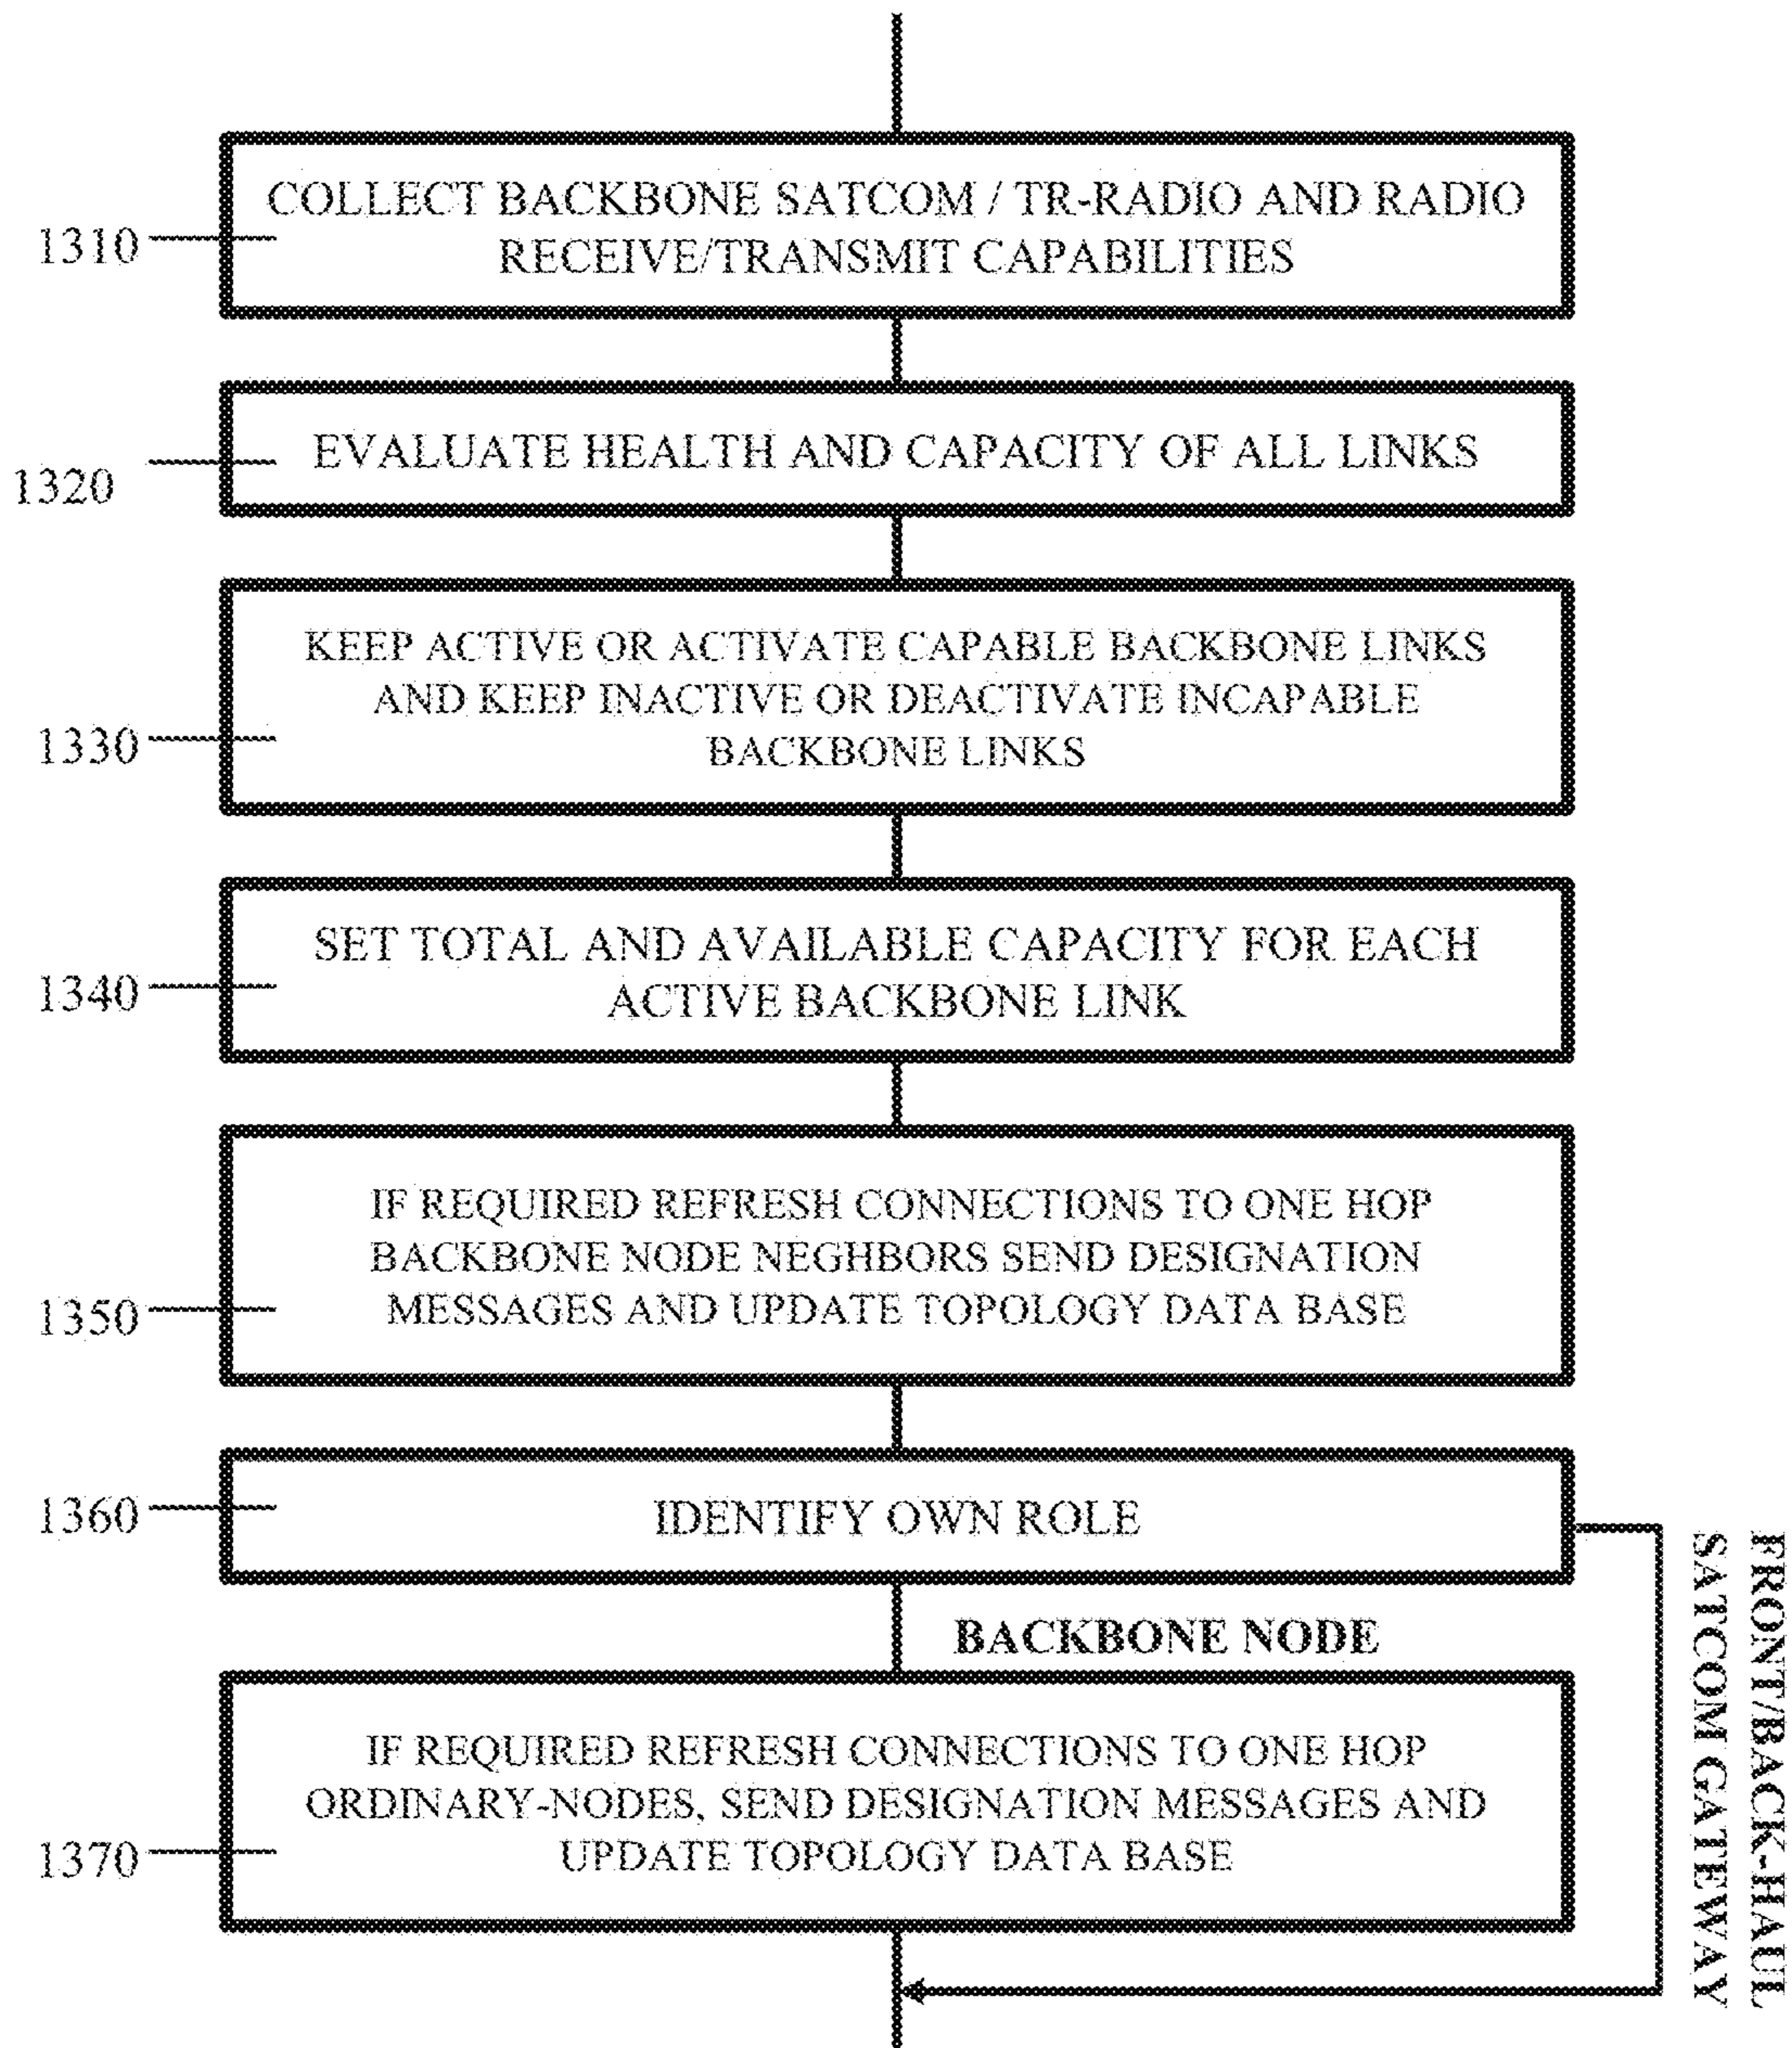 COLLECT BACKBONE SATCOM / TR-RADIO AND RADIO
RECEIVE/TRANSMIT CAPABILITIES
1310
EVALUATE HEALTH AND CAPACITY OF ALL LINKS
1320
KEEP ACTIVE OR ACTIVATE CAPABLE BACKBONE LINKS
AND KEEP INACTIVE OR DEACTIVATE INCAPABLE
BACKBONE LINKS
1330
SET TOTAL AND AVAILABLE CAPACITY FOR EACH
ACTIVE BACKBONE LINK
1340
IF REQUIRED REFRESH CONNECTIONS TO ONE HOP
BACKBONE NODE NEGHBORS SEND DESIGNATION
MESSAGES AND UPDATE TOPOLOGY DATA BASE
1350
IDENTIFY OWN ROLE
1360
FRONT/BACK-HAUL
SATCOM GATEWAY
BACKBONE NODE
IF REQUIRED REFRESH CONNECTIONS TO ONE HOP
ORDINARY-NODES, SEND DESIGNATION MESSAGES AND
UPDATE TOPOLOGY DATA BASE
1370